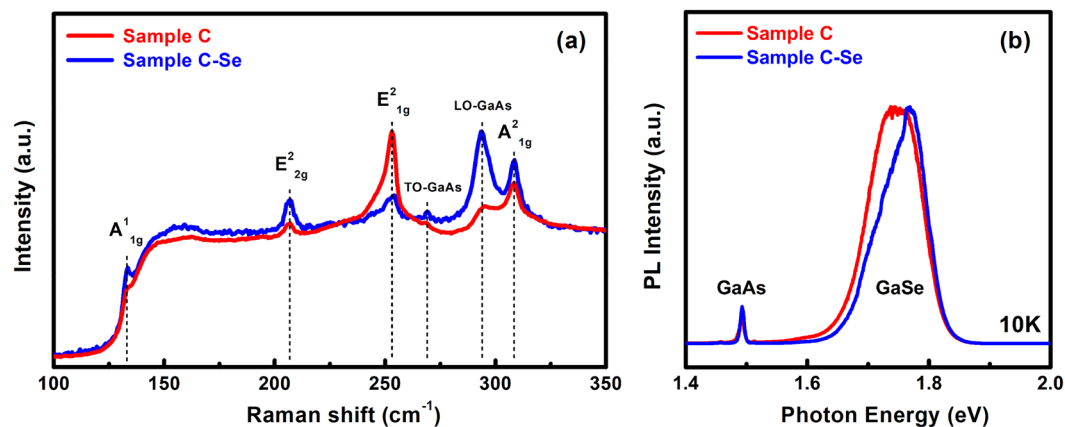 Sample C
Sample C-Se
(a)
E²₁g
LO-GaAs
A²₁g
E²₂g
TO-GaAs
A¹₁g
Intensity (a.u.)
100 150 200 250 300 350
Raman shift (cm⁻¹)
Sample C
Sample C-Se
(b)
PL Intensity (a.u.)
GaAs
GaSe
10K
1.4 1.6 1.8 2.0
Photon Energy (eV)